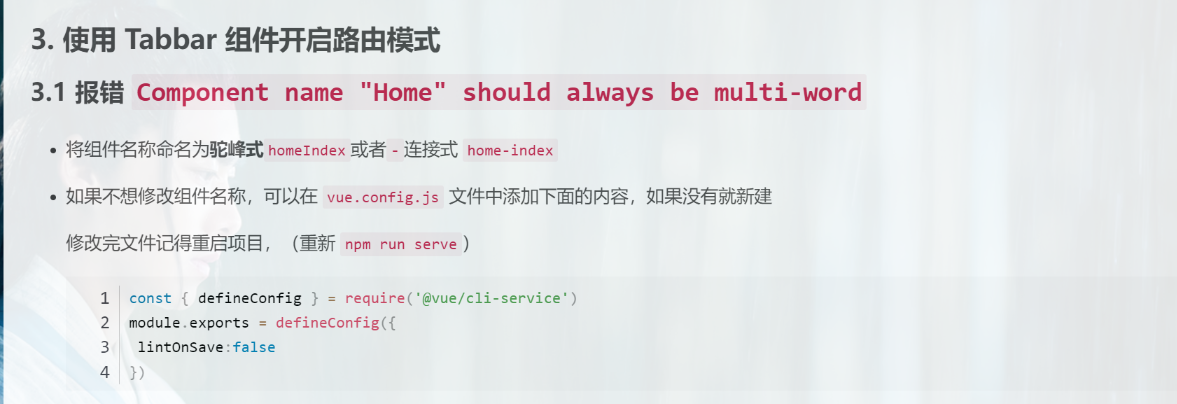 3. 使用 Tabbar 组件开启路由模式
3.1 报错 Component name "Home" should always be multi-word
• 将组件名称命名为驼峰式 homeIndex 或者 - 连接式 home-index
• 如果不想修改组件名称，可以在 vue.config.js 文件中添加下面的内容，如果没有就新建
修改完文件记得重启项目，（重新 npm run serve ）
1 const { defineConfig } = require('@vue/cli-service')
2 module.exports = defineConfig({
3  lintOnSave:false
4 })